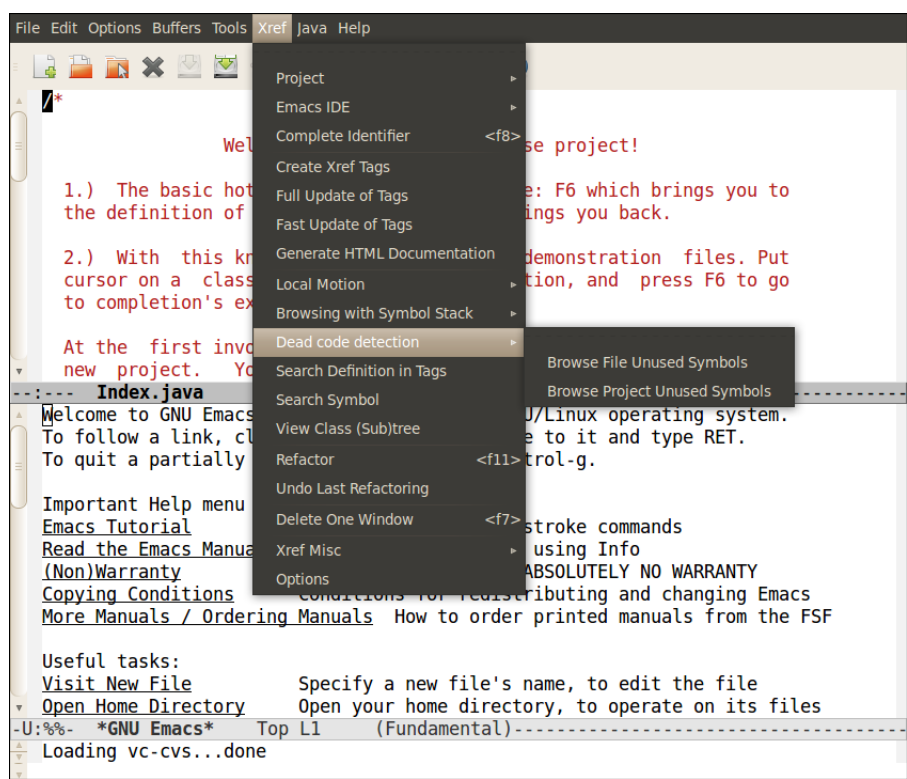 File Edit Options Buffers Tools Xref Java Help
/*
Wel se project!
1.) The basic hot e: F6 which brings you to
the definition of ings you back.
2.) With this kn demonstration files. Put
cursor on a class tion, and press F6 to go
to completion's ex
At the first invo
new project. Yo
--:--- Index.java ----------
Welcome to GNU Emacs U/Linux operating system.
To follow a link, cl e to it and type RET.
To quit a partially trol-g.
Important Help menu
Emacs Tutorial stroke commands
Read the Emacs Manua using Info
(Non)Warranty ABSOLUTELY NO WARRANTY
Copying Conditions Conditions for redistributing and changing Emacs
More Manuals / Ordering Manuals How to order printed manuals from the FSF
Useful tasks:
Visit New File Specify a new file's name, to edit the file
Open Home Directory Open your home directory, to operate on its files
-U:%%- *GNU Emacs* Top L1 (Fundamental)-------------------------------------
Loading vc-cvs...done
Project
Emacs IDE
Complete Identifier <f8>
Create Xref Tags
Full Update of Tags
Fast Update of Tags
Generate HTML Documentation
Local Motion
Browsing with Symbol Stack
Dead code detection
Search Definition in Tags
Search Symbol
View Class (Sub)tree
Refactor <f11>
Undo Last Refactoring
Delete One Window <f7>
Xref Misc
Options
Browse File Unused Symbols
Browse Project Unused Symbols